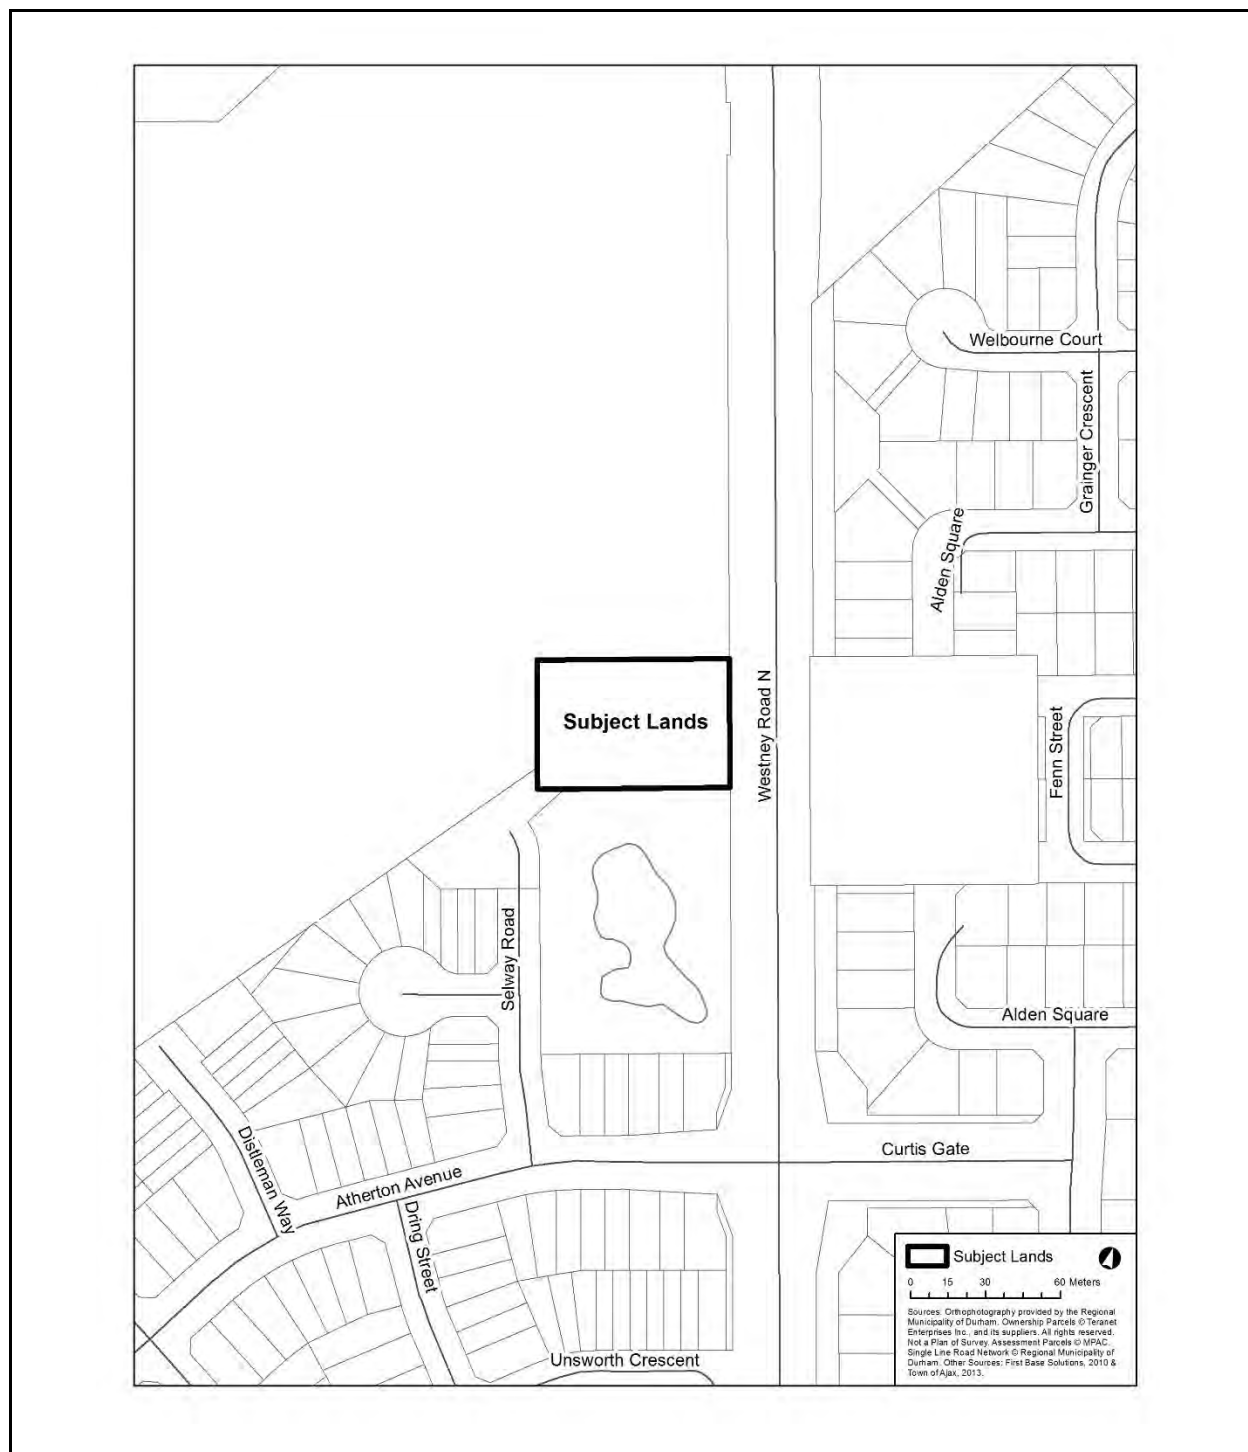 Welbourne Court
Grainger Crescent
Alden Square
Subject Lands
Westney Road N
Fenn Street
Selway Road
Alden Square
Curtis Gate
Distleman Way
Atherton Avenue
Dring Street
Unsworth Crescent
Subject Lands
0 15 30 60 Meters
Sources: Orthophotography provided by the Regional
Municipality of Durham. Ownership Parcels © Teranet
Enterprises Inc., and its suppliers. All rights reserved.
Not a Plan of Survey. Assessment Parcels © MPAC.
Single Line Road Network © Regional Municipality of
Durham. Other Sources: First Base Solutions, 2010 &
Town of Ajax, 2013.